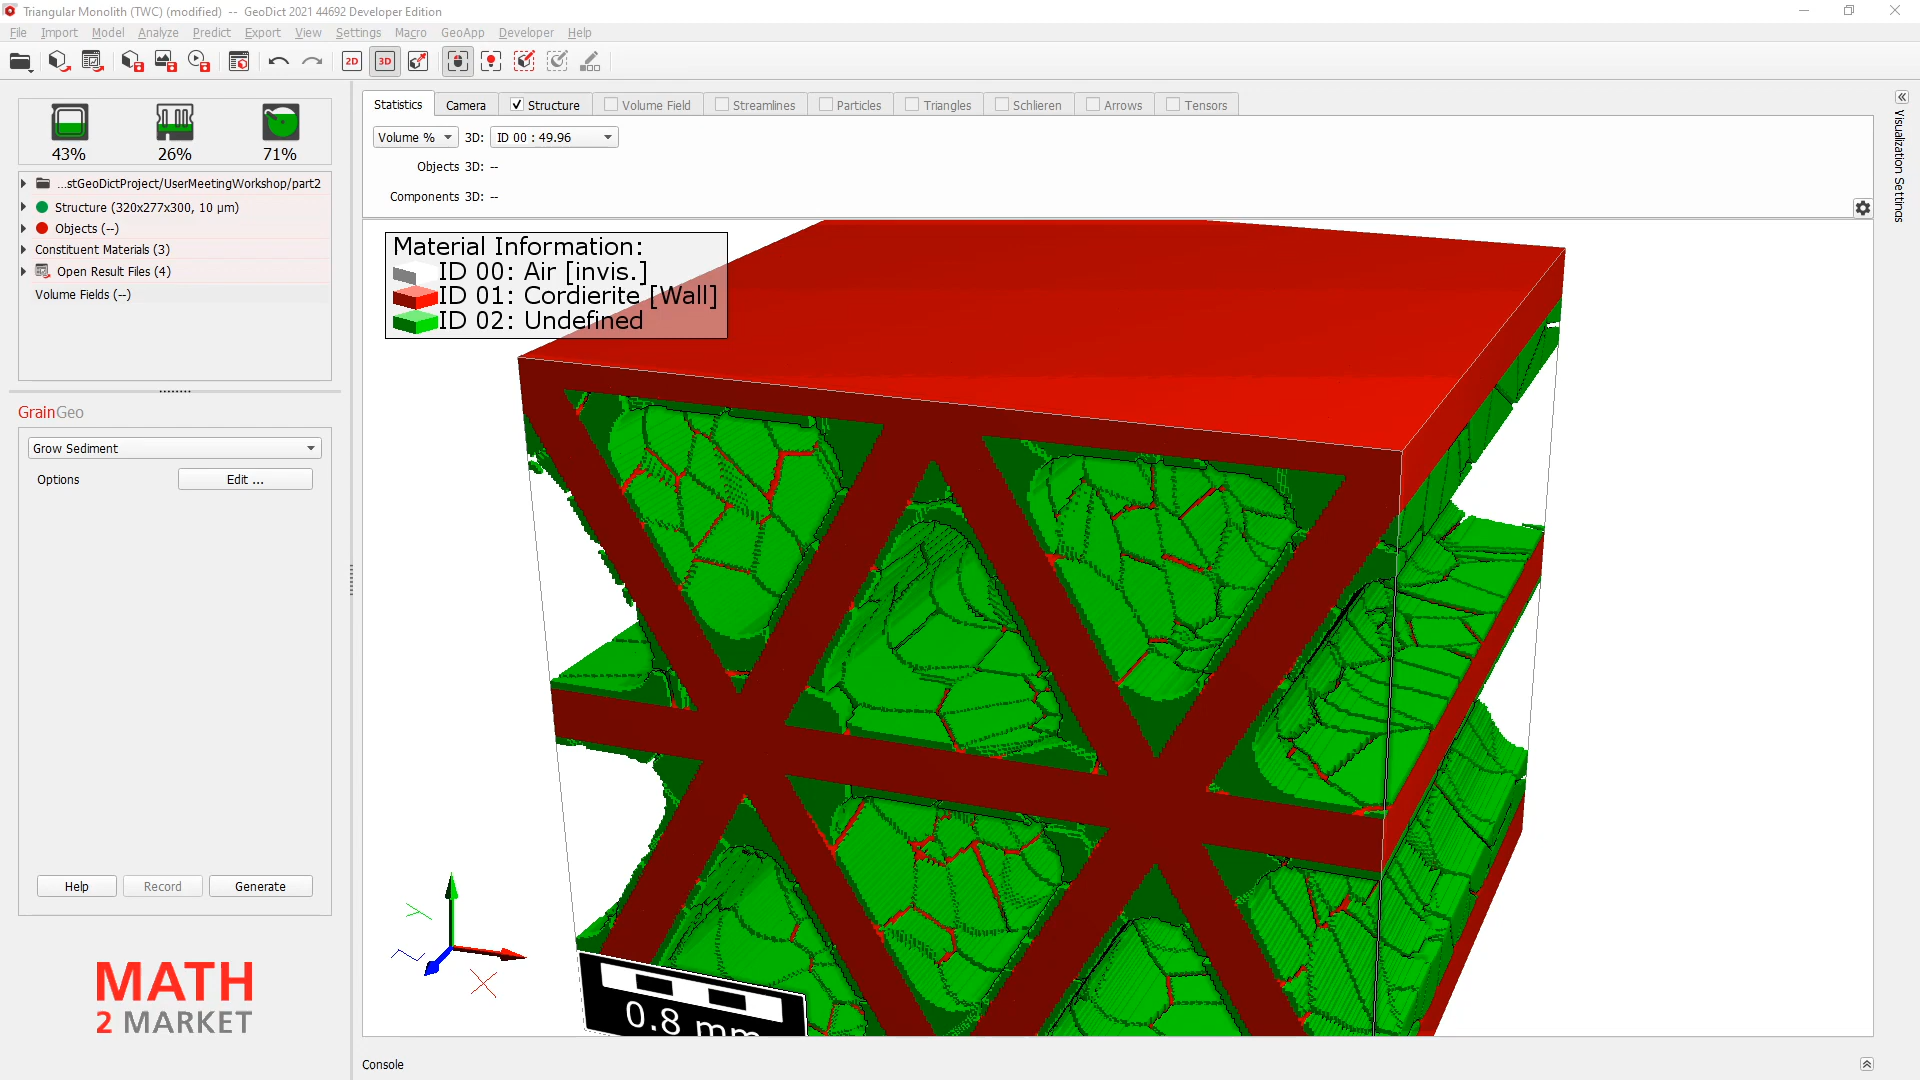 Triangular Monolith (TWC) (modified) -- GeoDict 2021 44692 Developer Edition
File Import Model Analyze Predict Export View Settings Macro GeoApp Developer Help
2D 3D
43% 26% 71%
...stGeoDictProject/UserMeetingWorkshop/part2
Structure (320x277x300, 10 µm)
Objects (--)
Constituent Materials (3)
Open Result Files (4)
Volume Fields (--)
GrainGeo
Grow Sediment
Options Edit ...
Help Record Generate
MATH
2 MARKET
Statistics Camera Structure Volume Field Streamlines Particles Triangles Schlieren Arrows Tensors
Volume % 3D: ID 00 : 49.96
Objects 3D: --
Components 3D: --
Visualization Settings
Material Information:
ID 00: Air [invis.]
ID 01: Cordierite [Wall]
ID 02: Undefined
0.8 mm
Console